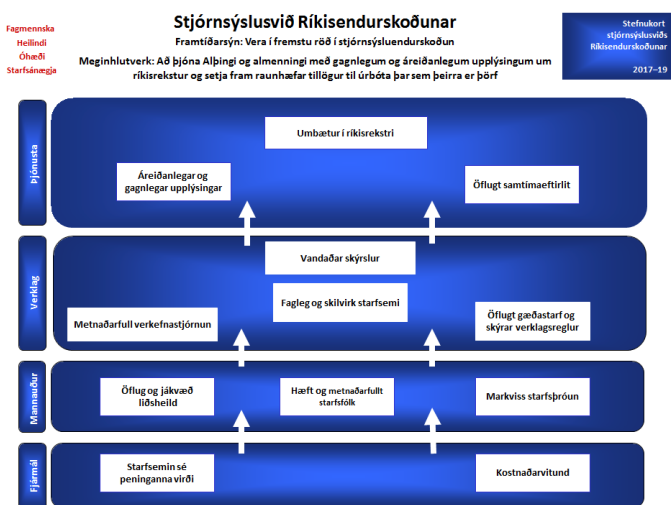 Fagmennska
Heilindi
Óhæði
Starfsánægja
Stjórnsýslusvið Ríkisendurskoðunar
Framtíðarsýn: Vera í fremstu röð í stjórnsýsluendurskoðun
Meginhlutverk: Að þjóna Alþingi og almenningi með gagnlegum og áreiðanlegum upplýsingum um
ríkisrekstur og setja fram raunhæfar tillögur til úrbóta þar sem þeirra er þörf
Stefnukort
stjórnsýslusviðs
Ríkisendurskoðunar
2017–19
Þjónusta
Umbætur í ríkisrekstri
Áreiðanlegar og
gagnlegar upplýsingar
Öflugt samtímaeftirlit
Verklag
Vandaðar skýrslur
Fagleg og skilvirk starfsemi
Metnaðarfull verkefnastjórnun
Öflugt gæðastarf og
skýrar verklagsreglur
Mannauður
Öflug og jákvæð
liðsheild
Hæft og metnaðarfullt
starfsfólk
Markviss starfsþróun
Fjármál
Starfsemin sé
peninganna virði
Kostnaðarvitund